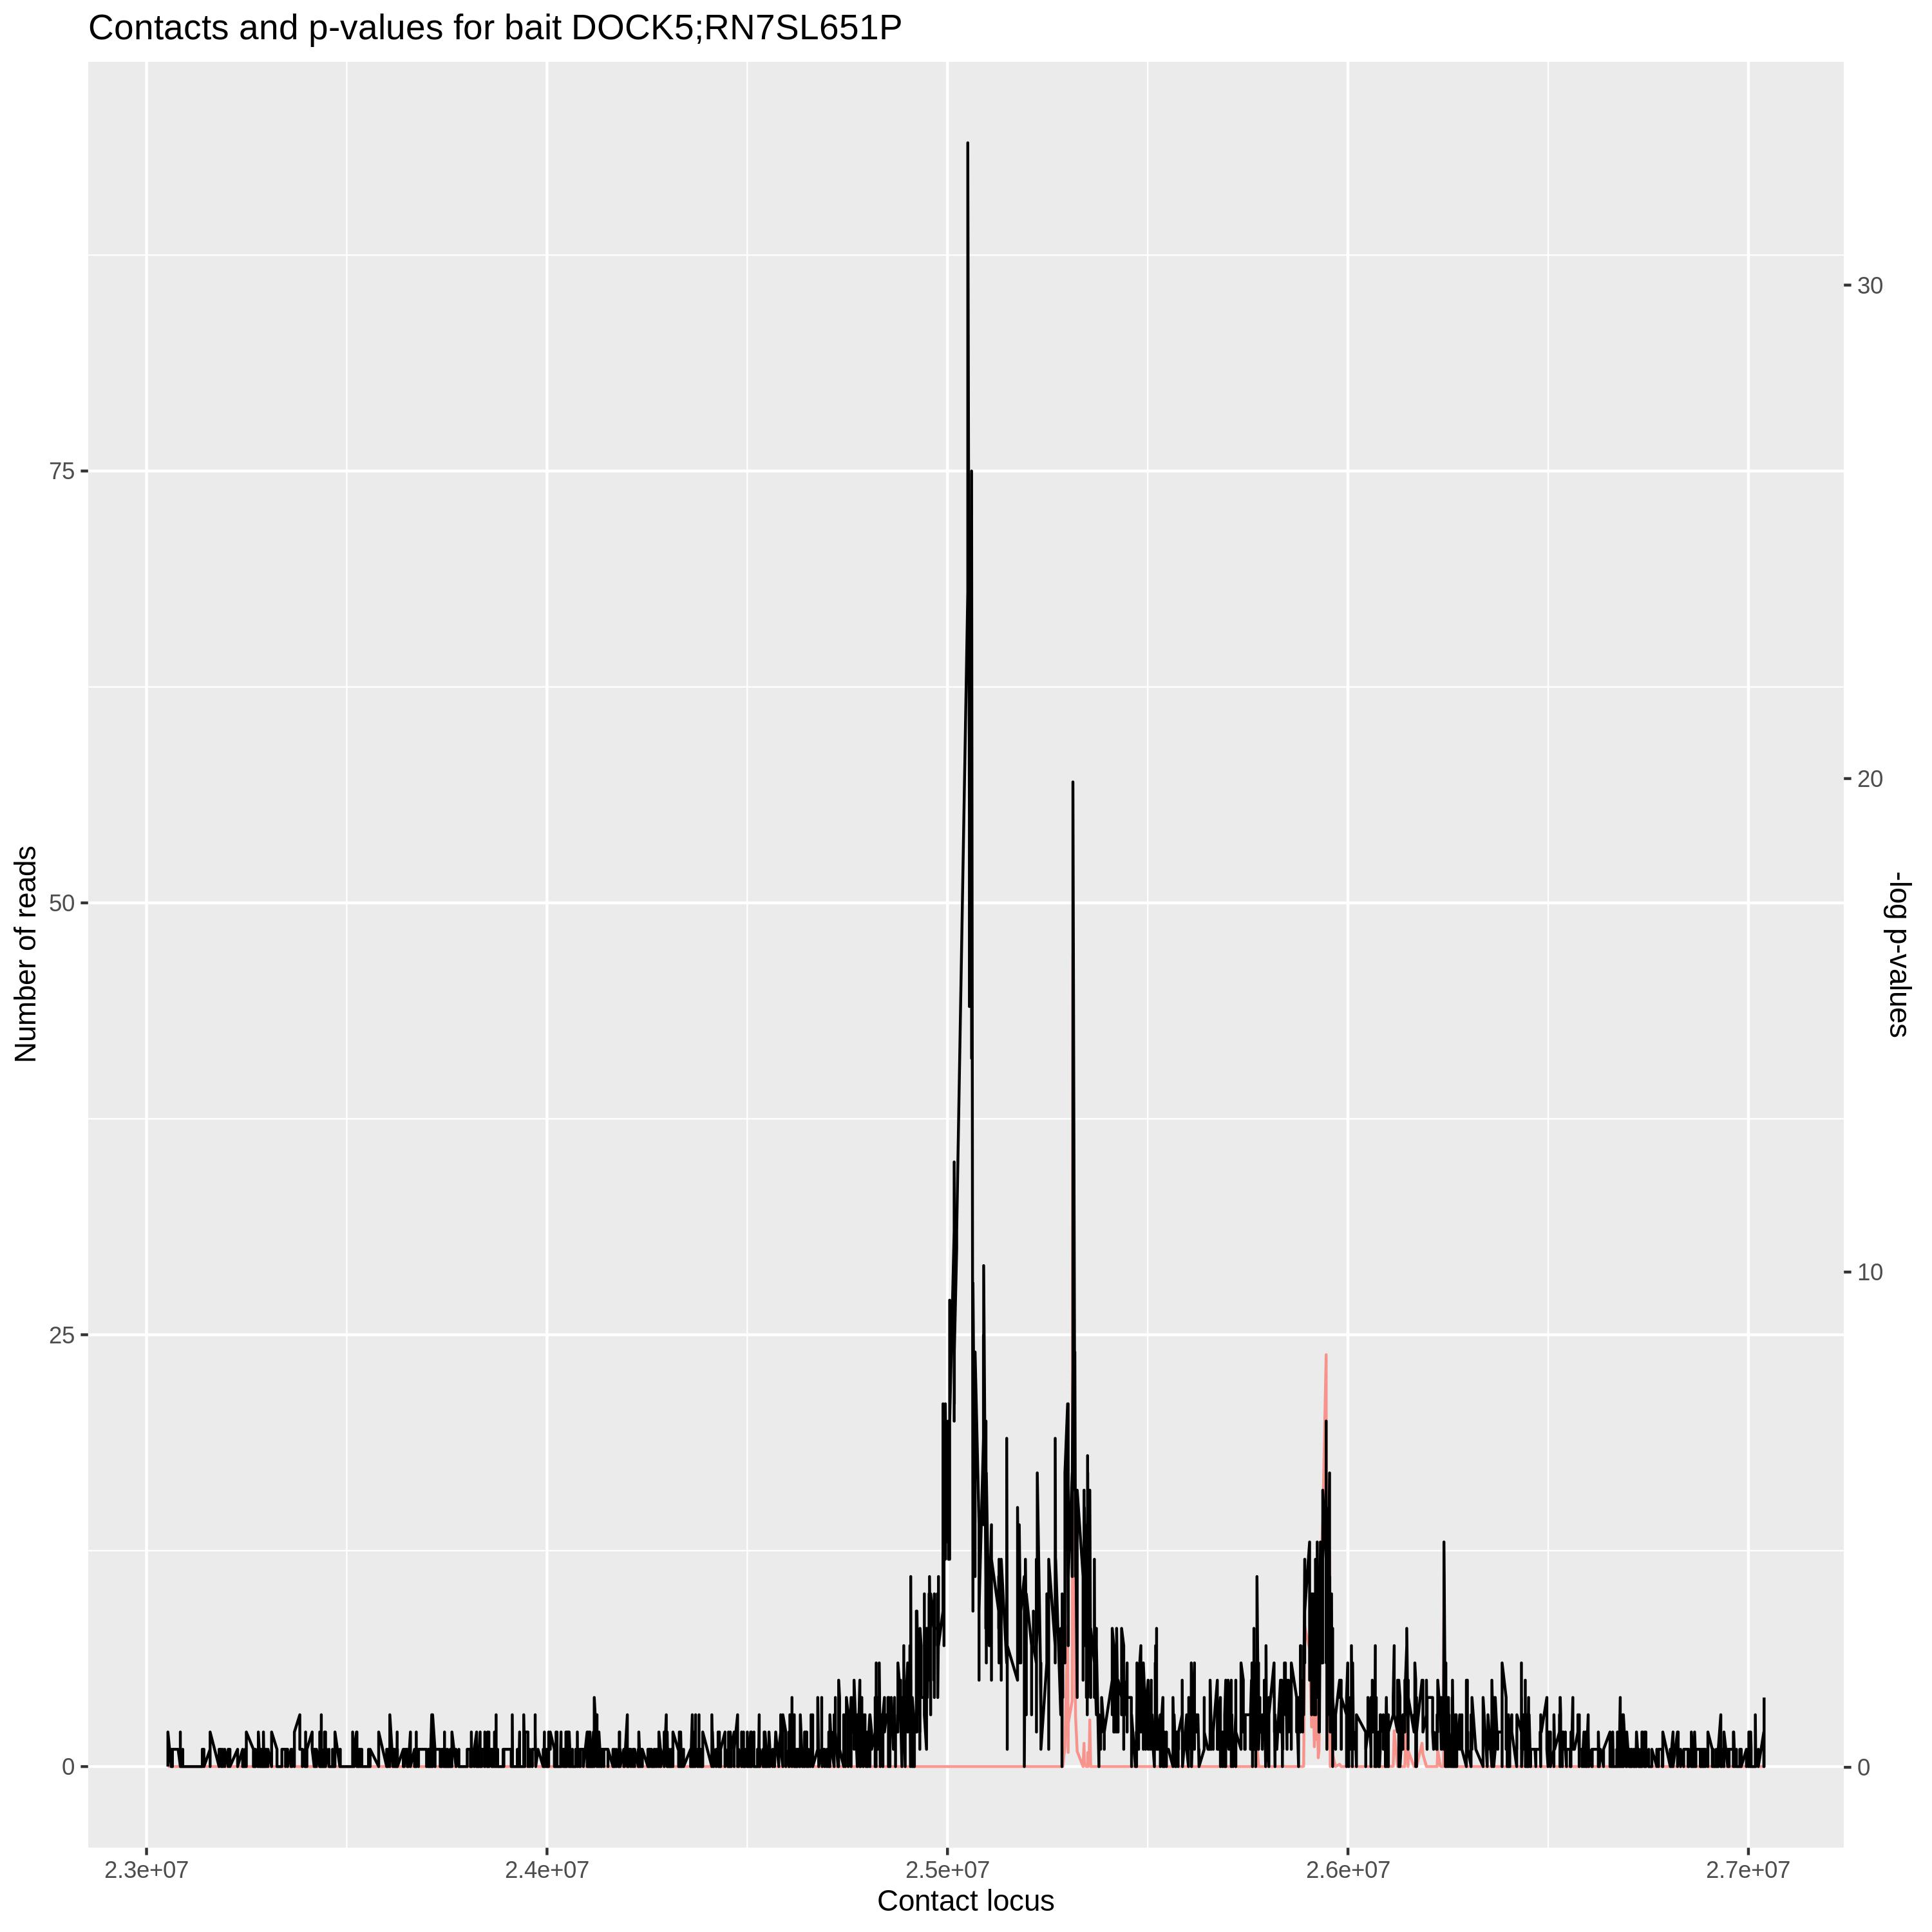 Contacts and p-values for bait DOCK5;RN7SL651P
Number of reads
75
50
25
0
30
20
10
0
-log p-values
2.3e+07 2.4e+07 2.5e+07 2.6e+07 2.7e+07
Contact locus